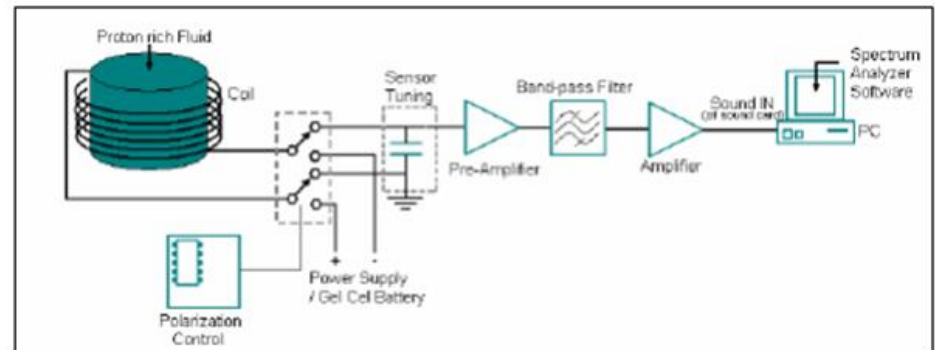 Proton rich Fluid
Coil
Sensor
Tuning
Band-pass Filter
Pre-Amplifier
Amplifier
Sound IN
(of sound card)
Spectrum
Analyzer
Software
PC
+ -
Power Supply
/ Gel Cell Battery
Polarization
Control